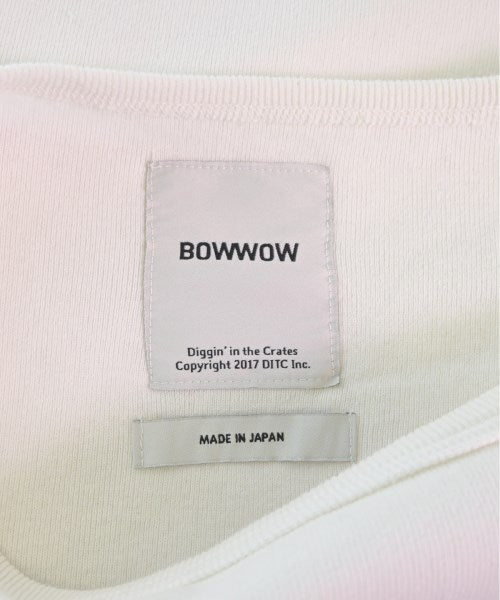 BOWWOW
Diggin' in the Crates
Copyright 2017 DITC Inc.
MADE IN JAPAN